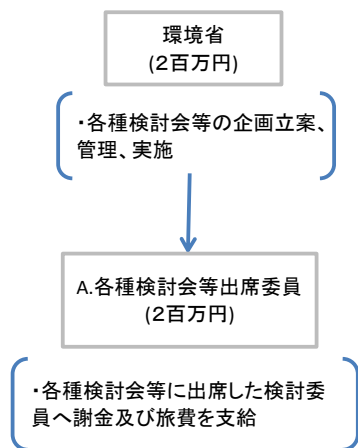 環境省
(2百万円)
・各種検討会等の企画立案、
管理、実施
A.各種検討会等出席委員
(2百万円)
・各種検討会等に出席した検討委
員へ謝金及び旅費を支給